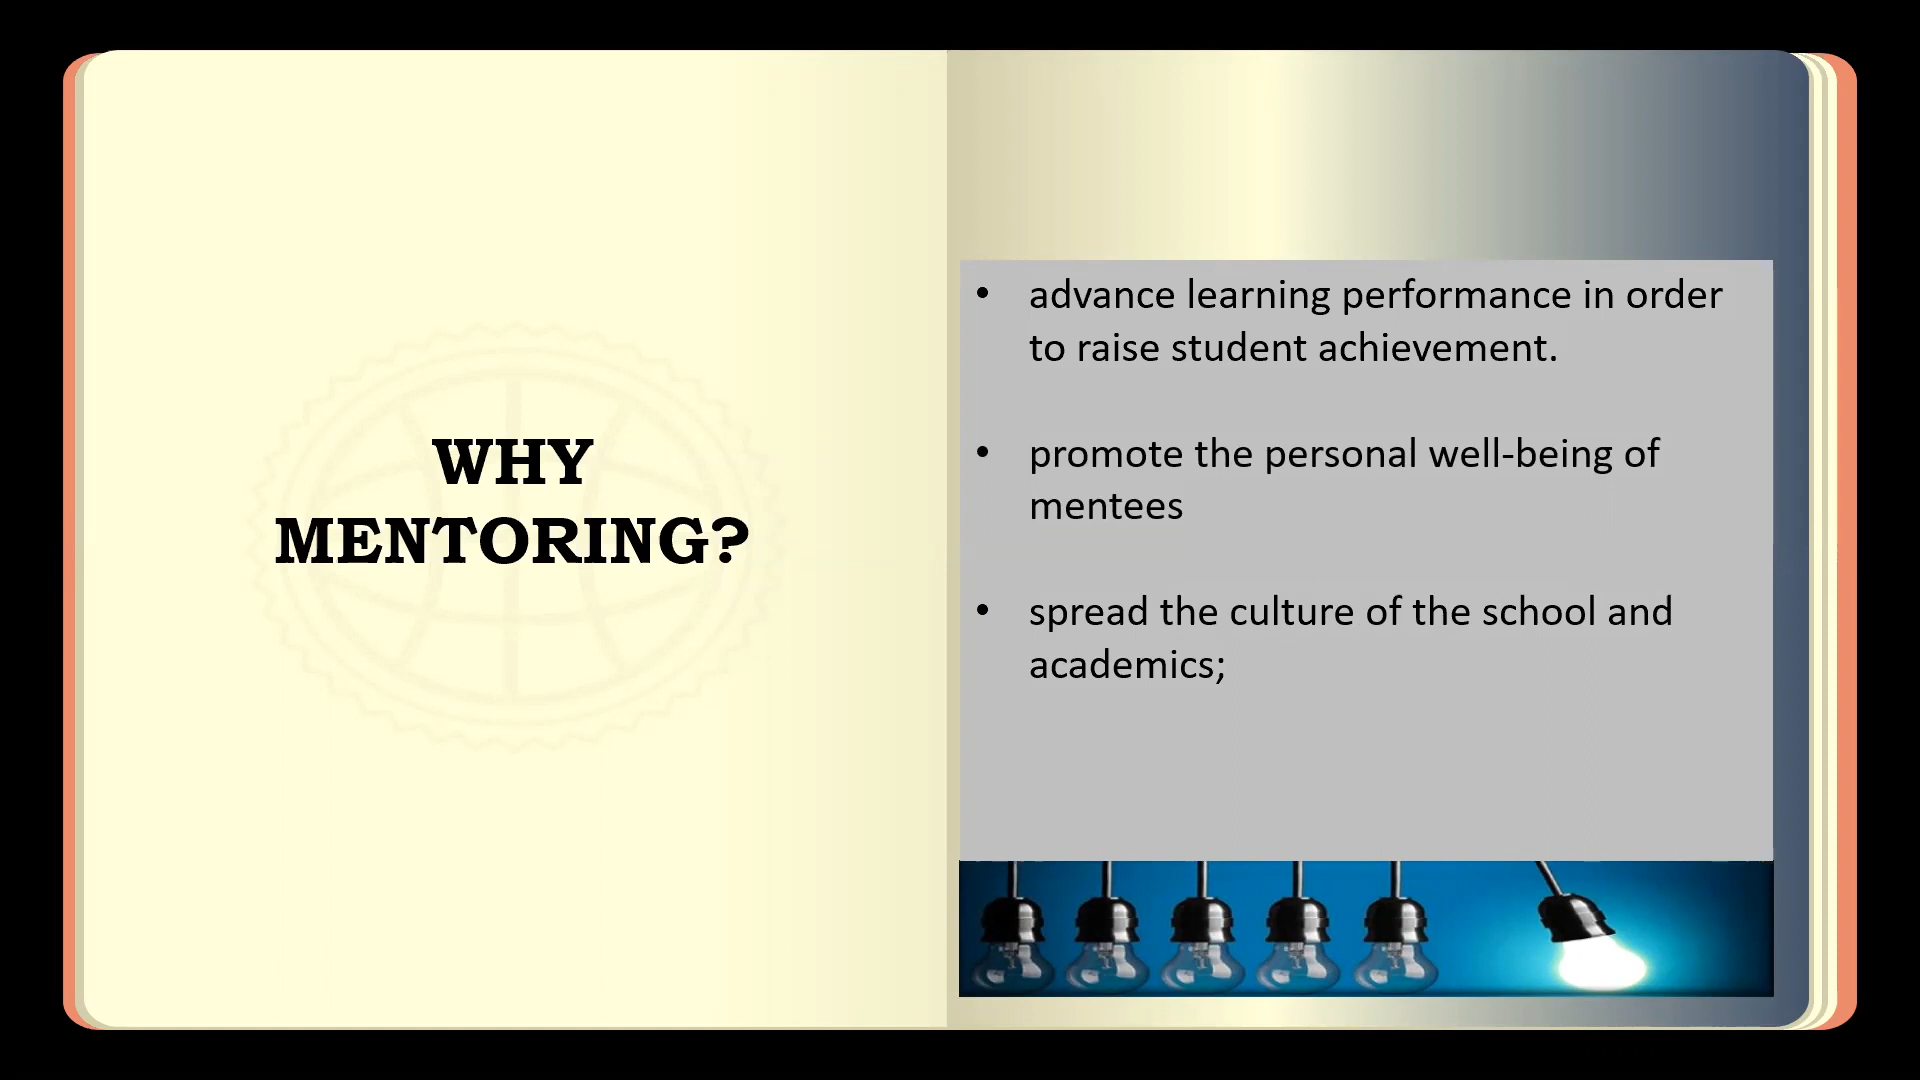 WHY
MENTORING?
• advance learning performance in order
to raise student achievement.
• promote the personal well-being of
mentees
• spread the culture of the school and
academics;